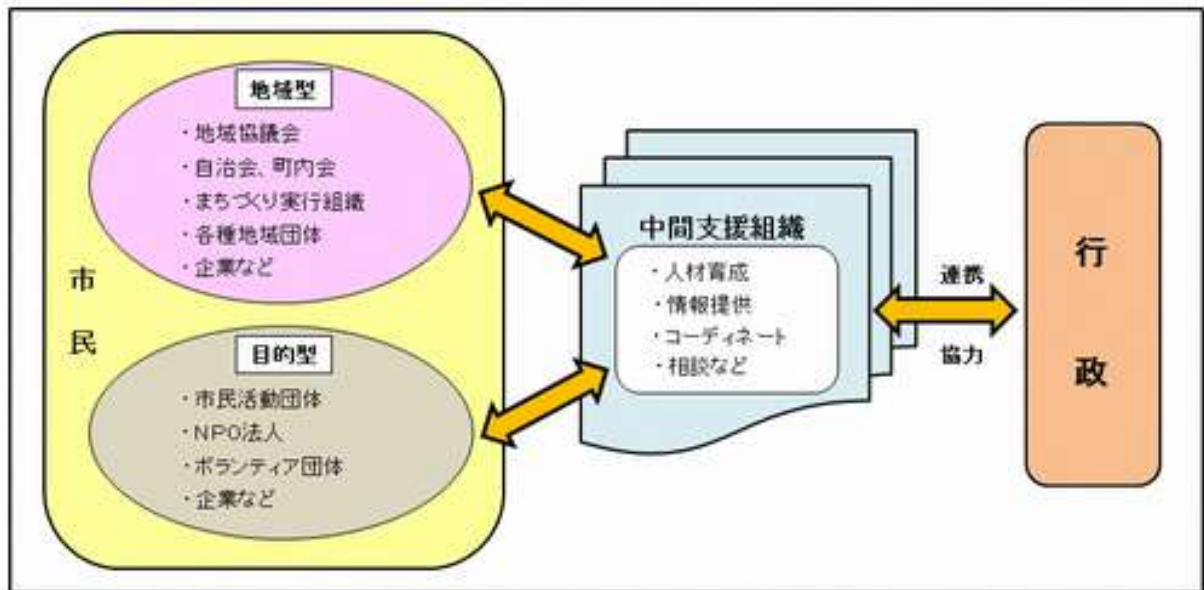 市民
地域型
・地域協議会
・自治会、町内会
・まちづくり実行組織
・各種地域団体
・企業など
目的型
・市民活動団体
・NPO法人
・ボランティア団体
・企業など
中間支援組織
・人材育成
・情報提供
・コーディネート
・相談など
連携
協力
行政